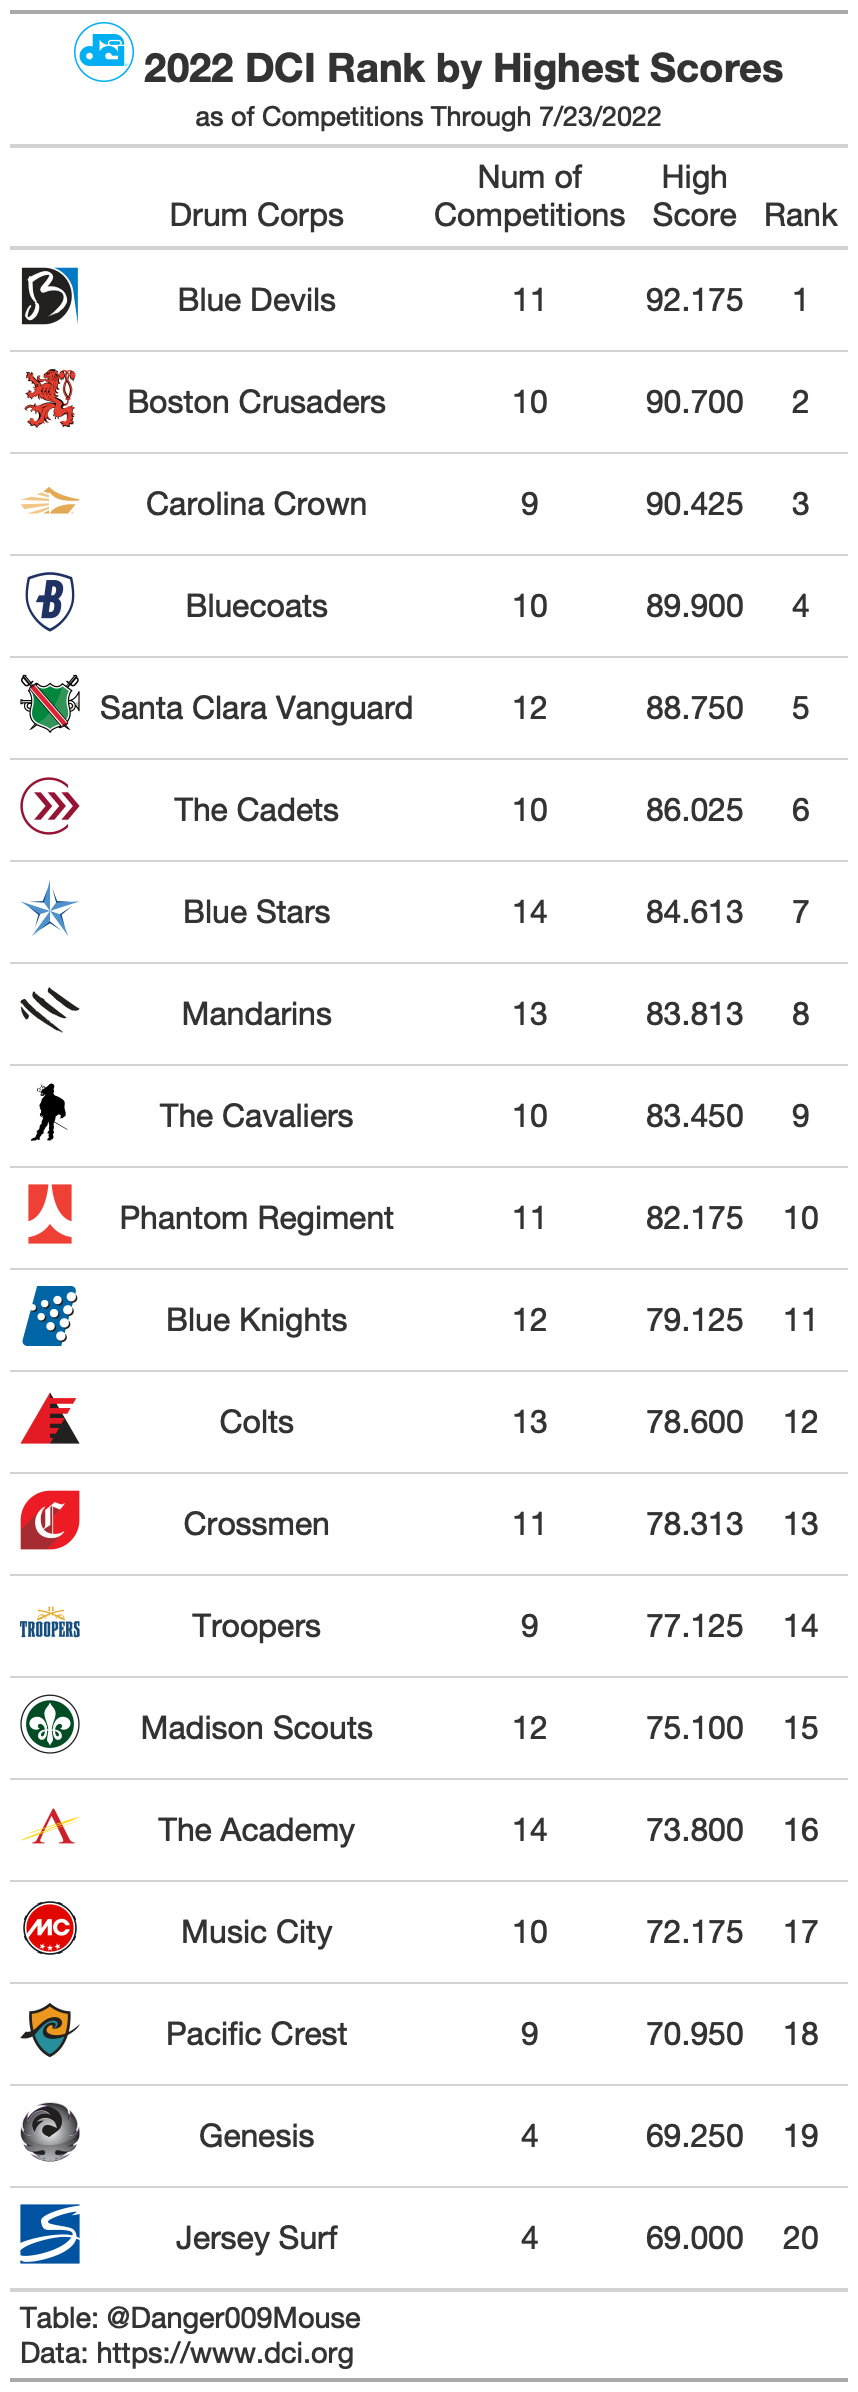 dci
2022 DCI Rank by Highest Scores
as of Competitions Through 7/23/2022
Drum Corps Num of Competitions High Score Rank
B Blue Devils 11 92.175 1
Boston Crusaders 10 90.700 2
Carolina Crown 9 90.425 3
B Bluecoats 10 89.900 4
Santa Clara Vanguard 12 88.750 5
The Cadets 10 86.025 6
Blue Stars 14 84.613 7
Mandarins 13 83.813 8
The Cavaliers 10 83.450 9
Phantom Regiment 11 82.175 10
Blue Knights 12 79.125 11
Colts 13 78.600 12
C Crossmen 11 78.313 13
TROOPERS Troopers 9 77.125 14
Madison Scouts 12 75.100 15
A The Academy 14 73.800 16
MC Music City 10 72.175 17
Pacific Crest 9 70.950 18
Genesis 4 69.250 19
S Jersey Surf 4 69.000 20
Table: @Danger009Mouse
Data: https://www.dci.org